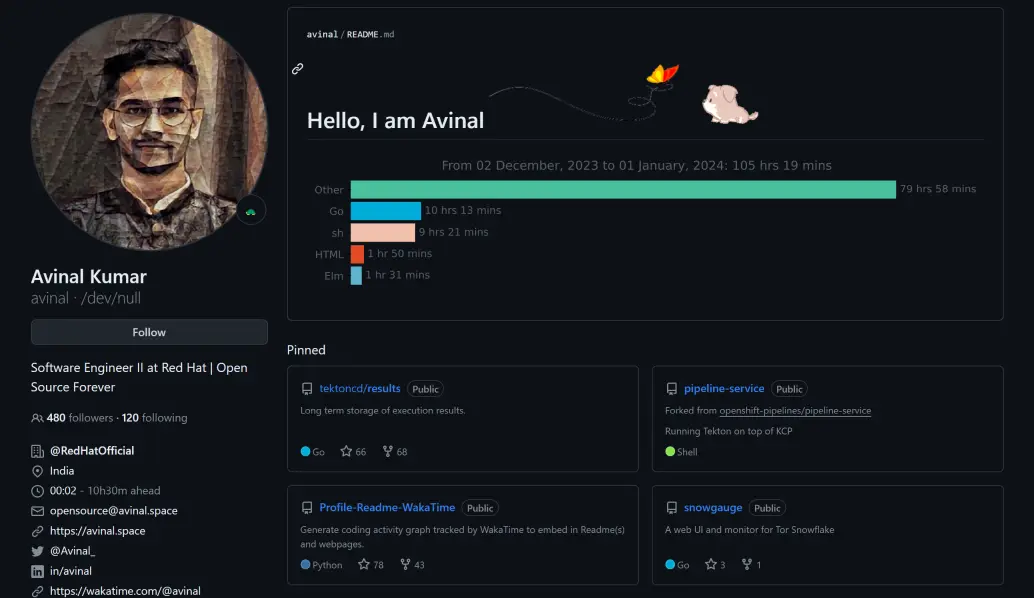 avinal / README.md
Hello, I am Avinal
From 02 December, 2023 to 01 January, 2024: 105 hrs 19 mins
Other 79 hrs 58 mins
Go 10 hrs 13 mins
sh 9 hrs 21 mins
HTML 1 hr 50 mins
Elm 1 hr 31 mins
Avinal Kumar
avinal · /dev/null
Follow
Software Engineer II at Red Hat | Open
Source Forever
480 followers · 120 following
@RedHatOfficial
India
00:02 - 10h30m ahead
opensource@avinal.space
https://avinal.space
@Avinal_
in/avinal
https://wakatime.com/@avinal
Pinned
tektoncd/results Public
Long term storage of execution results.
Go 66 68
pipeline-service Public
Forked from openshift-pipelines/pipeline-service
Running Tekton on top of KCP
Shell
Profile-Readme-WakaTime Public
Generate coding activity graph tracked by WakaTime to embed in Readme(s)
and webpages.
Python 78 43
snowgauge Public
A web UI and monitor for Tor Snowflake
Go 3 1